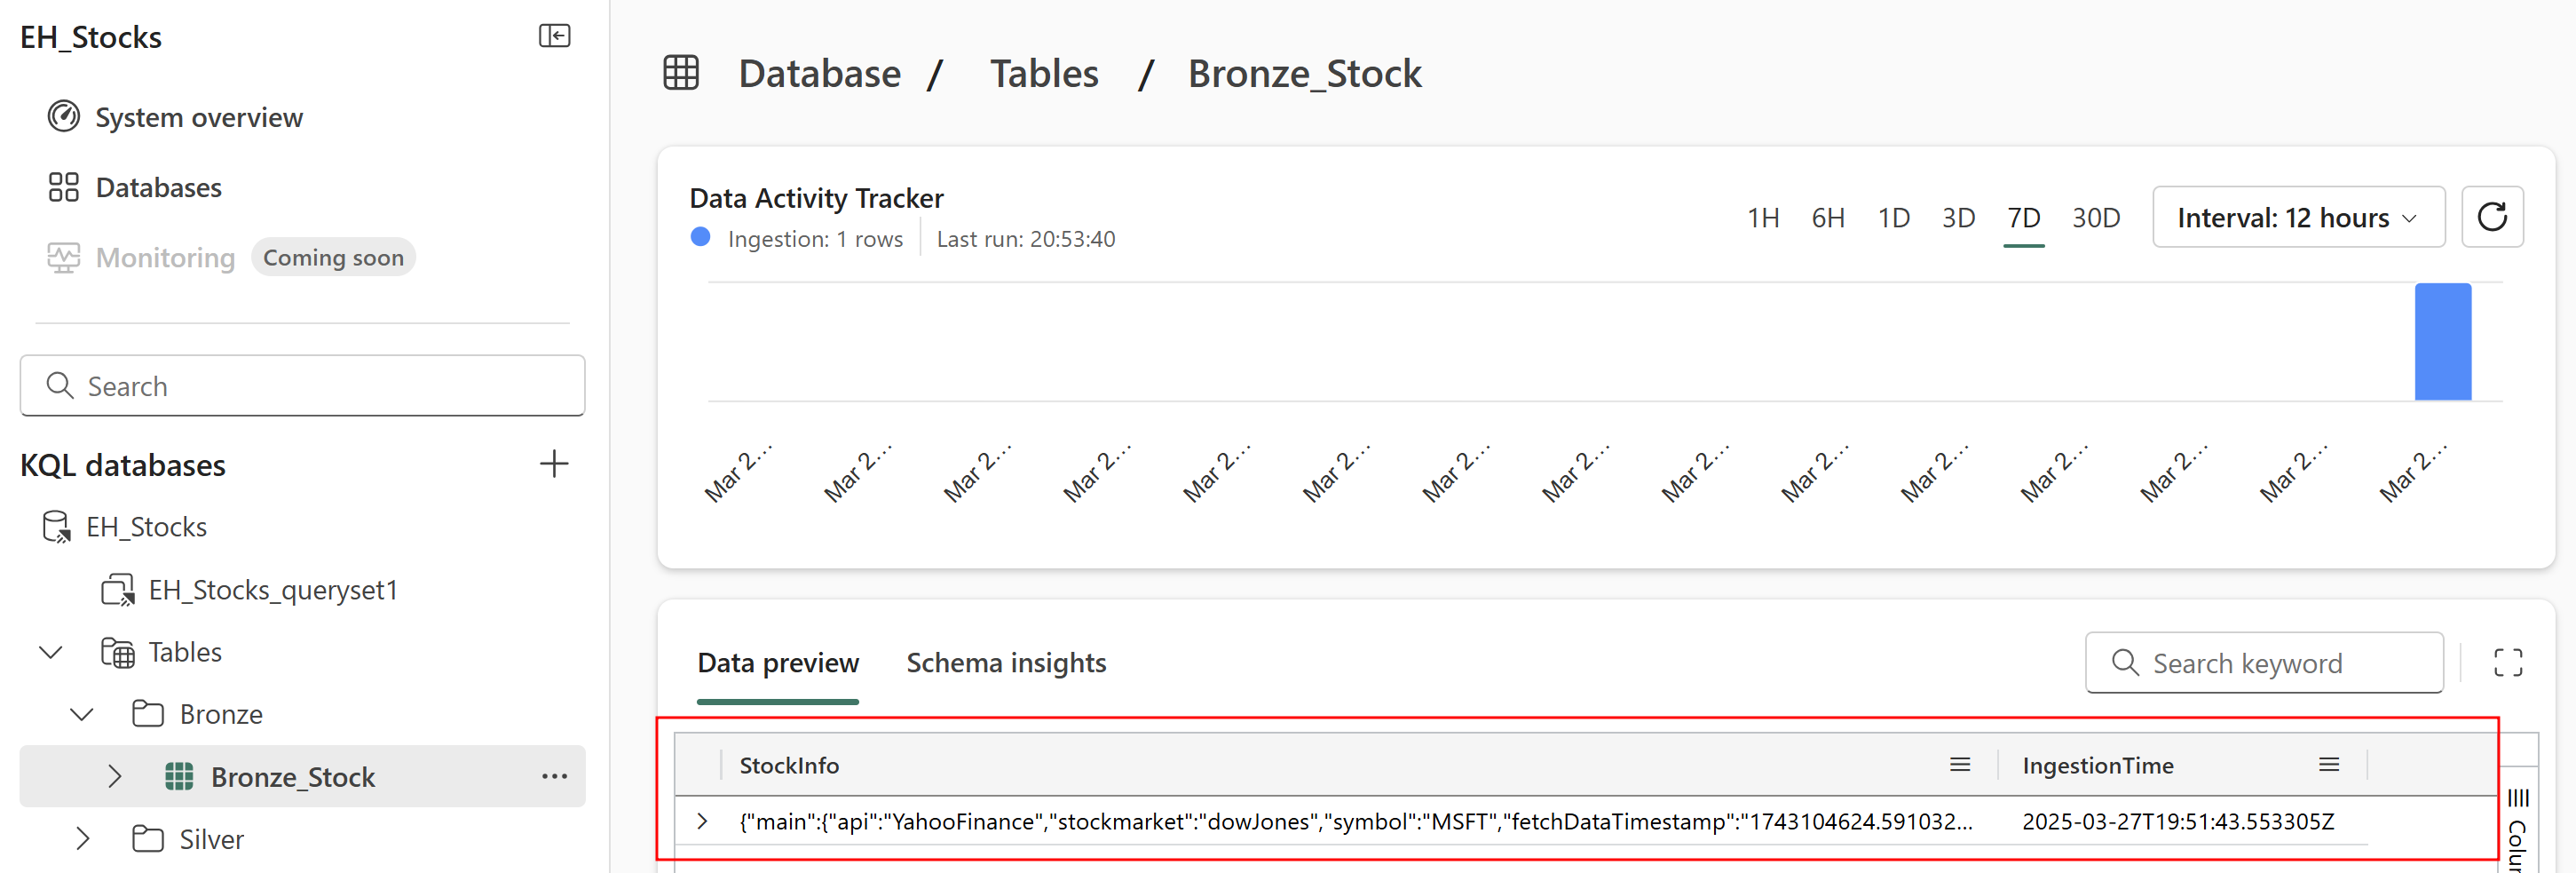 EH_Stocks
System overview
Databases
Monitoring Coming soon
Search
KQL databases
EH_Stocks
EH_Stocks_queryset1
Tables
Bronze
Bronze_Stock
Silver
Database / Tables / Bronze_Stock
Data Activity Tracker
Ingestion: 1 rows Last run: 20:53:40
1H 6H 1D 3D 7D 30D Interval: 12 hours
Mar 2... Mar 2... Mar 2... Mar 2... Mar 2... Mar 2... Mar 2... Mar 2... Mar 2... Mar 2... Mar 2... Mar 2... Mar 2... Mar 2... Mar 2...
Data preview Schema insights Search keyword
StockInfo IngestionTime
{"main":{"api":"YahooFinance","stockmarket":"dowJones","symbol":"MSFT","fetchDataTimestamp":"1743104624.591032... 2025-03-27T19:51:43.553305Z